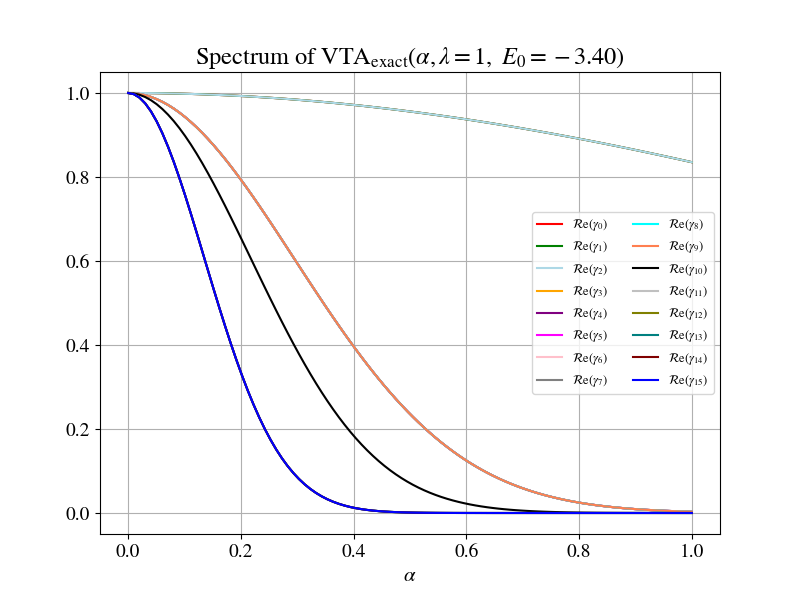 Spectrum of VTA_exact(α, λ = 1, E_0 = −3.40)
1.0
0.8
0.6
0.4
0.2
0.0
0.0 0.2 0.4 0.6 0.8 1.0
α
ℛe(γ_0) ℛe(γ_8)
ℛe(γ_1) ℛe(γ_9)
ℛe(γ_2) ℛe(γ_10)
ℛe(γ_3) ℛe(γ_11)
ℛe(γ_4) ℛe(γ_12)
ℛe(γ_5) ℛe(γ_13)
ℛe(γ_6) ℛe(γ_14)
ℛe(γ_7) ℛe(γ_15)